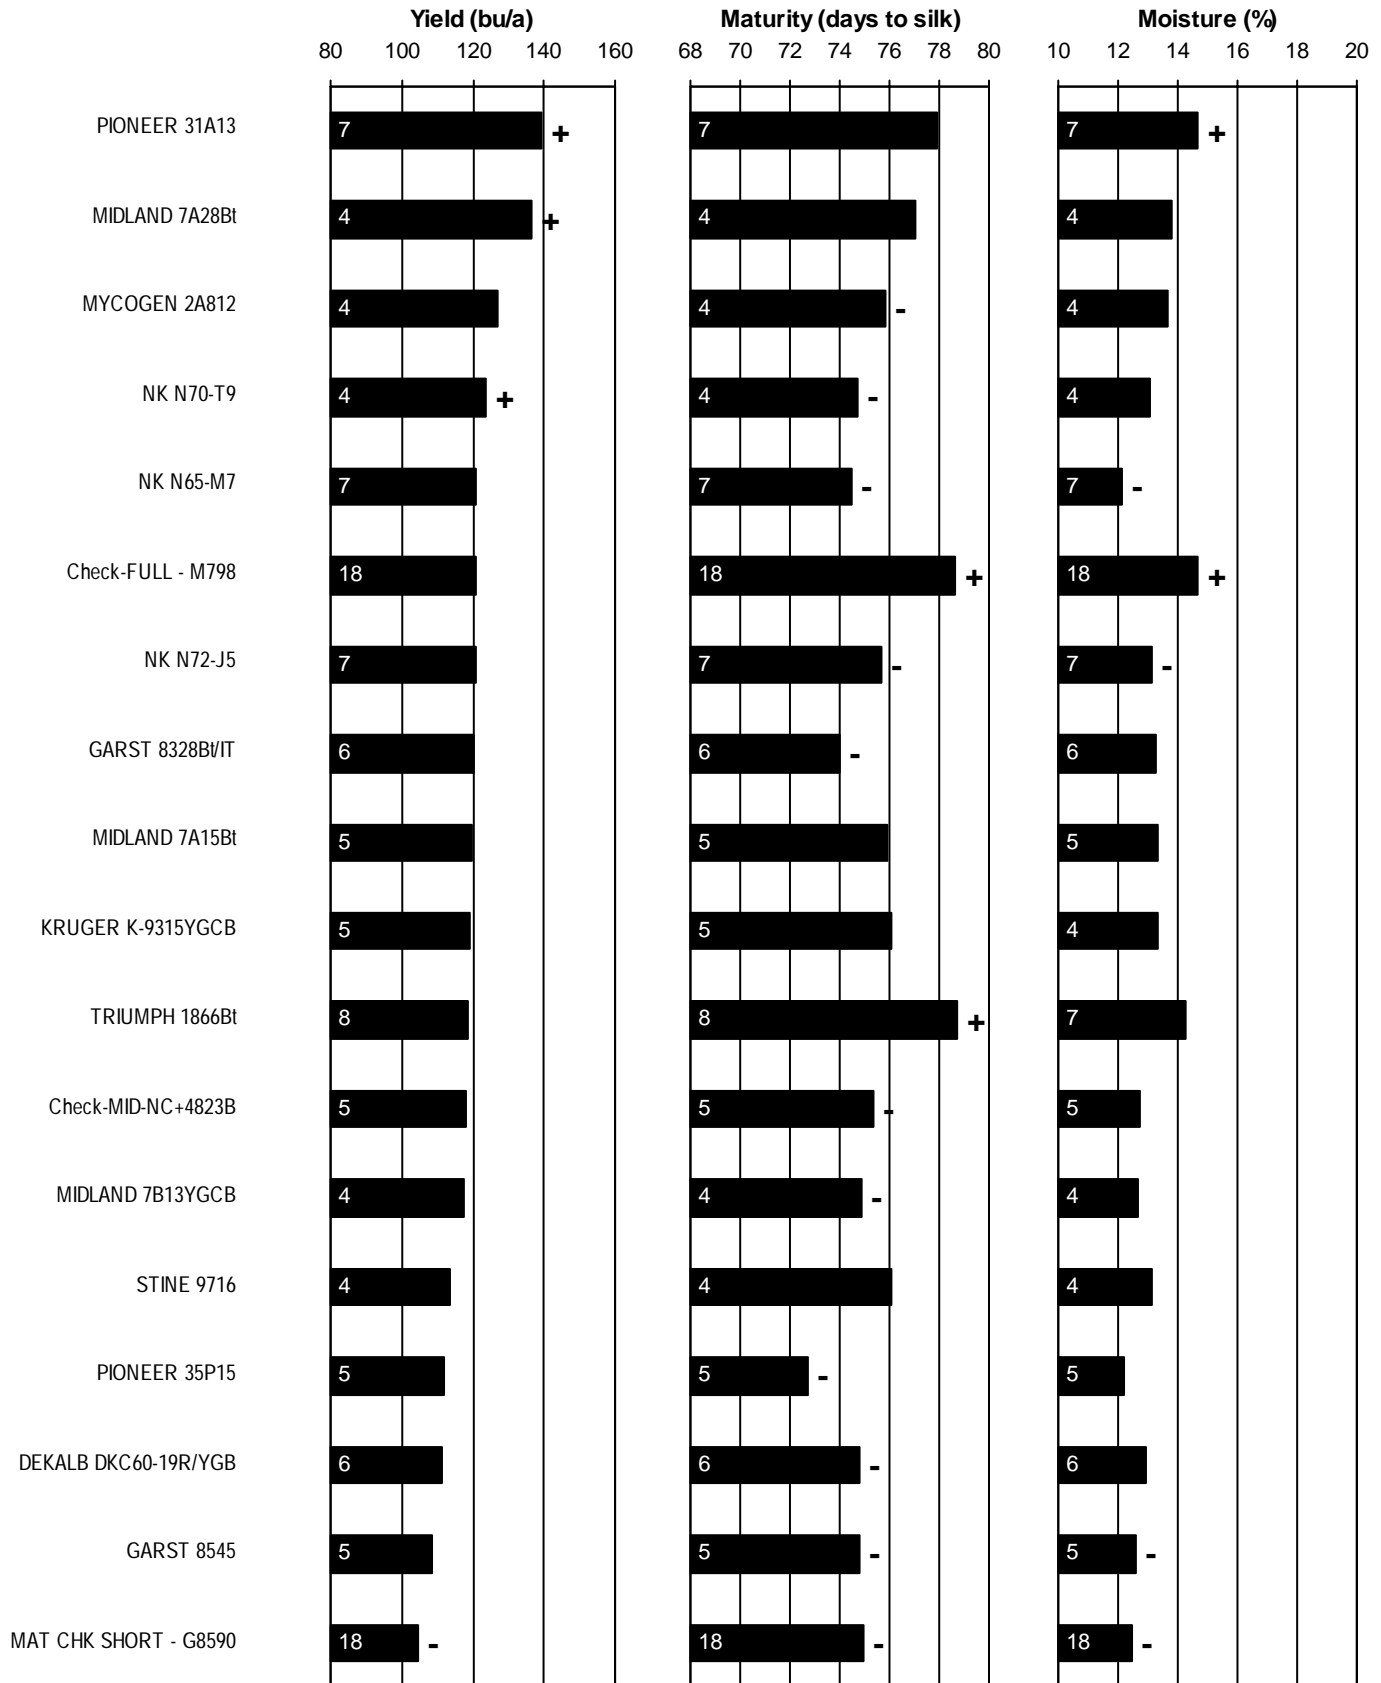 Yield (bu/a) Maturity (days to silk) Moisture (%)
80 100 120 140 160 68 70 72 74 76 78 80 10 12 14 16 18 20
PIONEER 31A13 7 + 7 7 +
MIDLAND 7A28Bt 4 + 4 4
MYCOGEN 2A812 4 4 - 4
NK N70-T9 4 + 4 - 4
NK N65-M7 7 7 - 7 -
Check-FULL - M798 18 18 + 18 +
NK N72-J5 7 7 - 7 -
GARST 8328Bt/IT 6 6 - 6
MIDLAND 7A15Bt 5 5 5
KRUGER K-9315YGCB 5 5 4
TRIUMPH 1866Bt 8 8 + 7
Check-MID-NC+4823B 5 5 - 5
MIDLAND 7B13YGCB 4 4 - 4
STINE 9716 4 4 4
PIONEER 35P15 5 5 - 5
DEKALB DKC60-19R/YGB 6 6 - 6
GARST 8545 5 5 - 5 -
MAT CHK SHORT - G8590 18 - 18 - 18 -